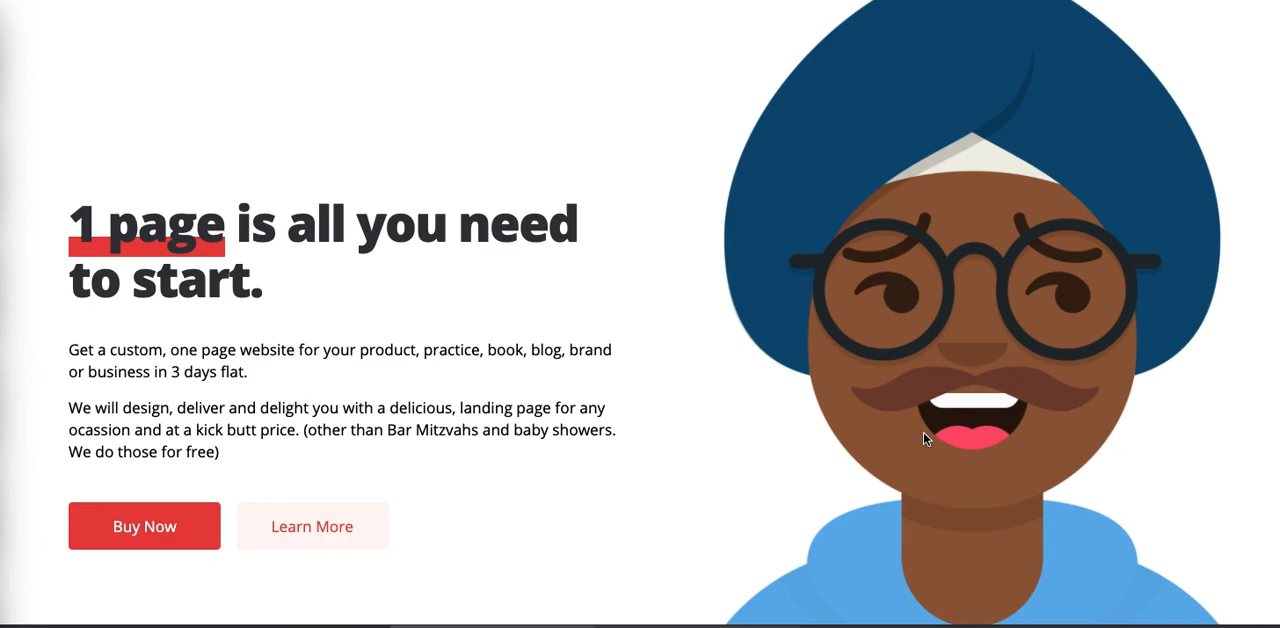 1 page is all you need
to start.
Get a custom, one page website for your product, practice, book, blog, brand
or business in 3 days flat.
We will design, deliver and delight you with a delicious, landing page for any
ocassion and at a kick butt price. (other than Bar Mitzvahs and baby showers.
We do those for free)
Buy Now
Learn More